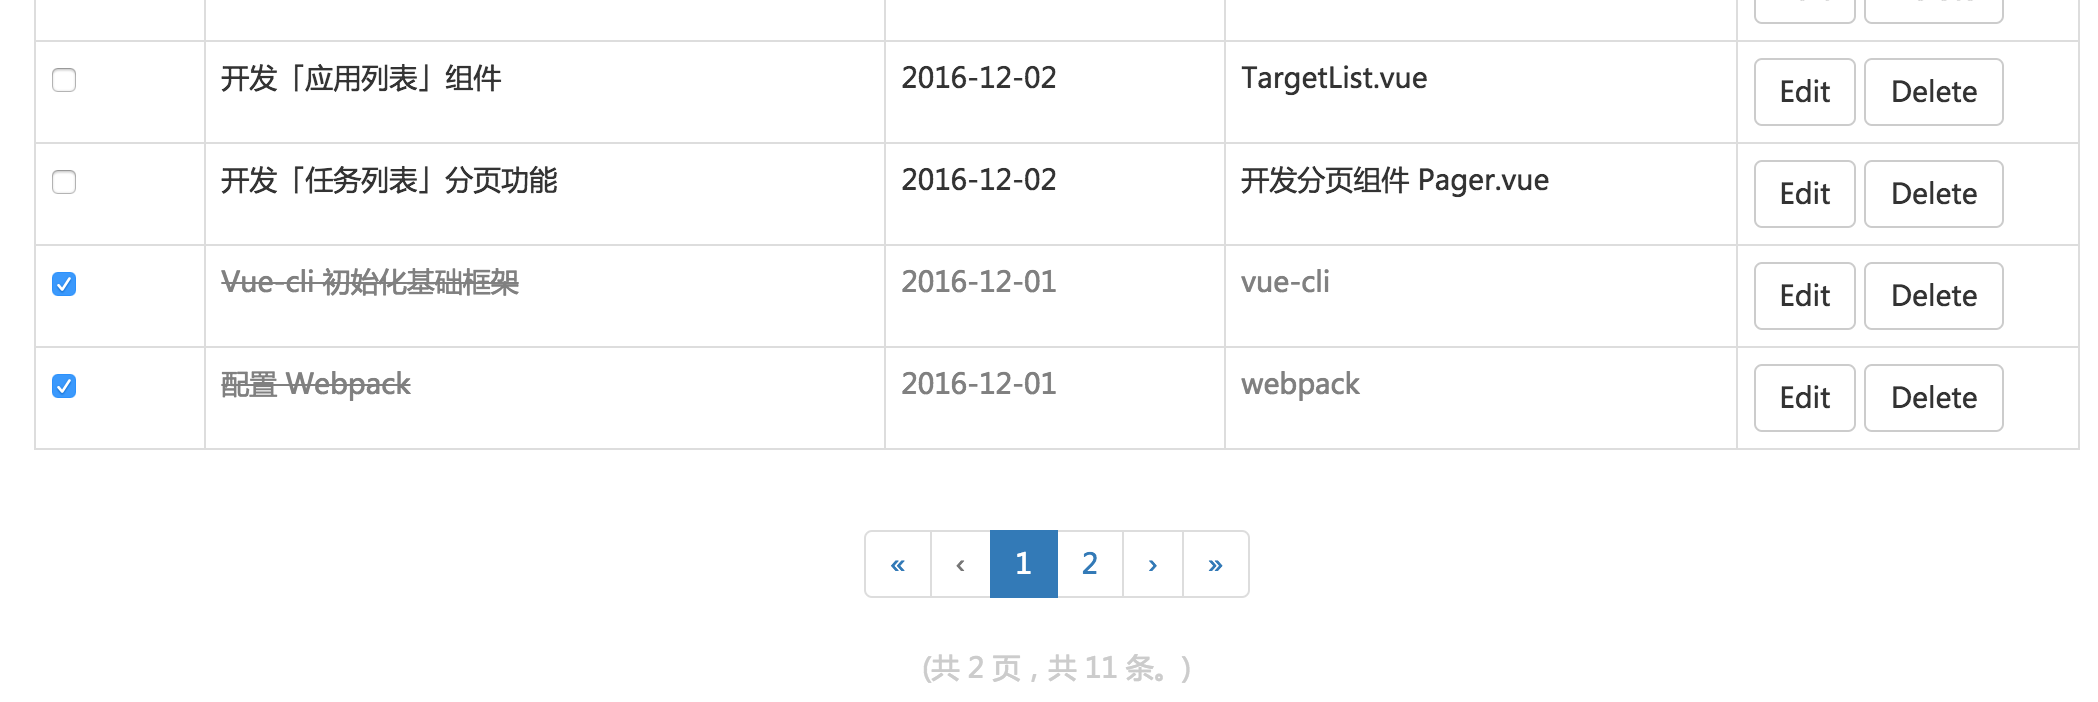 开发「应用列表」组件 2016-12-02 TargetList.vue Edit Delete
开发「任务列表」分页功能 2016-12-02 开发分页组件 Pager.vue Edit Delete
Vue-cli 初始化基础框架 2016-12-01 vue-cli Edit Delete
配置 Webpack 2016-12-01 webpack Edit Delete
« ‹ 1 2 › »
(共 2 页，共 11 条。)